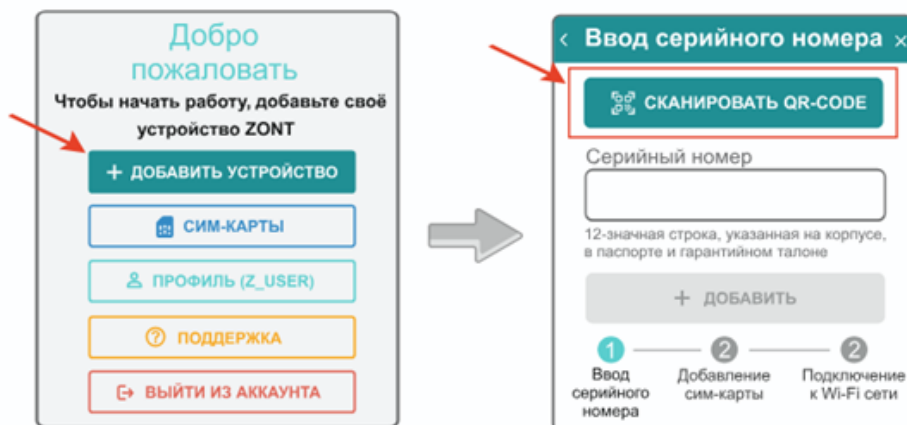 Добро
пожаловать
Чтобы начать работу, добавьте своё
устройство ZONT
+ ДОБАВИТЬ УСТРОЙСТВО
СИМ-КАРТЫ
ПРОФИЛЬ (Z_USER)
ПОДДЕРЖКА
ВЫЙТИ ИЗ АККАУНТА
< Ввод серийного номера ×
СКАНИРОВАТЬ QR-CODE
Серийный номер
12-значная строка, указанная на корпусе,
в паспорте и гарантийном талоне
+ ДОБАВИТЬ
1 2 2
Ввод
серийного
номера
Добавление
сим-карты
Подключение
к Wi-Fi сети